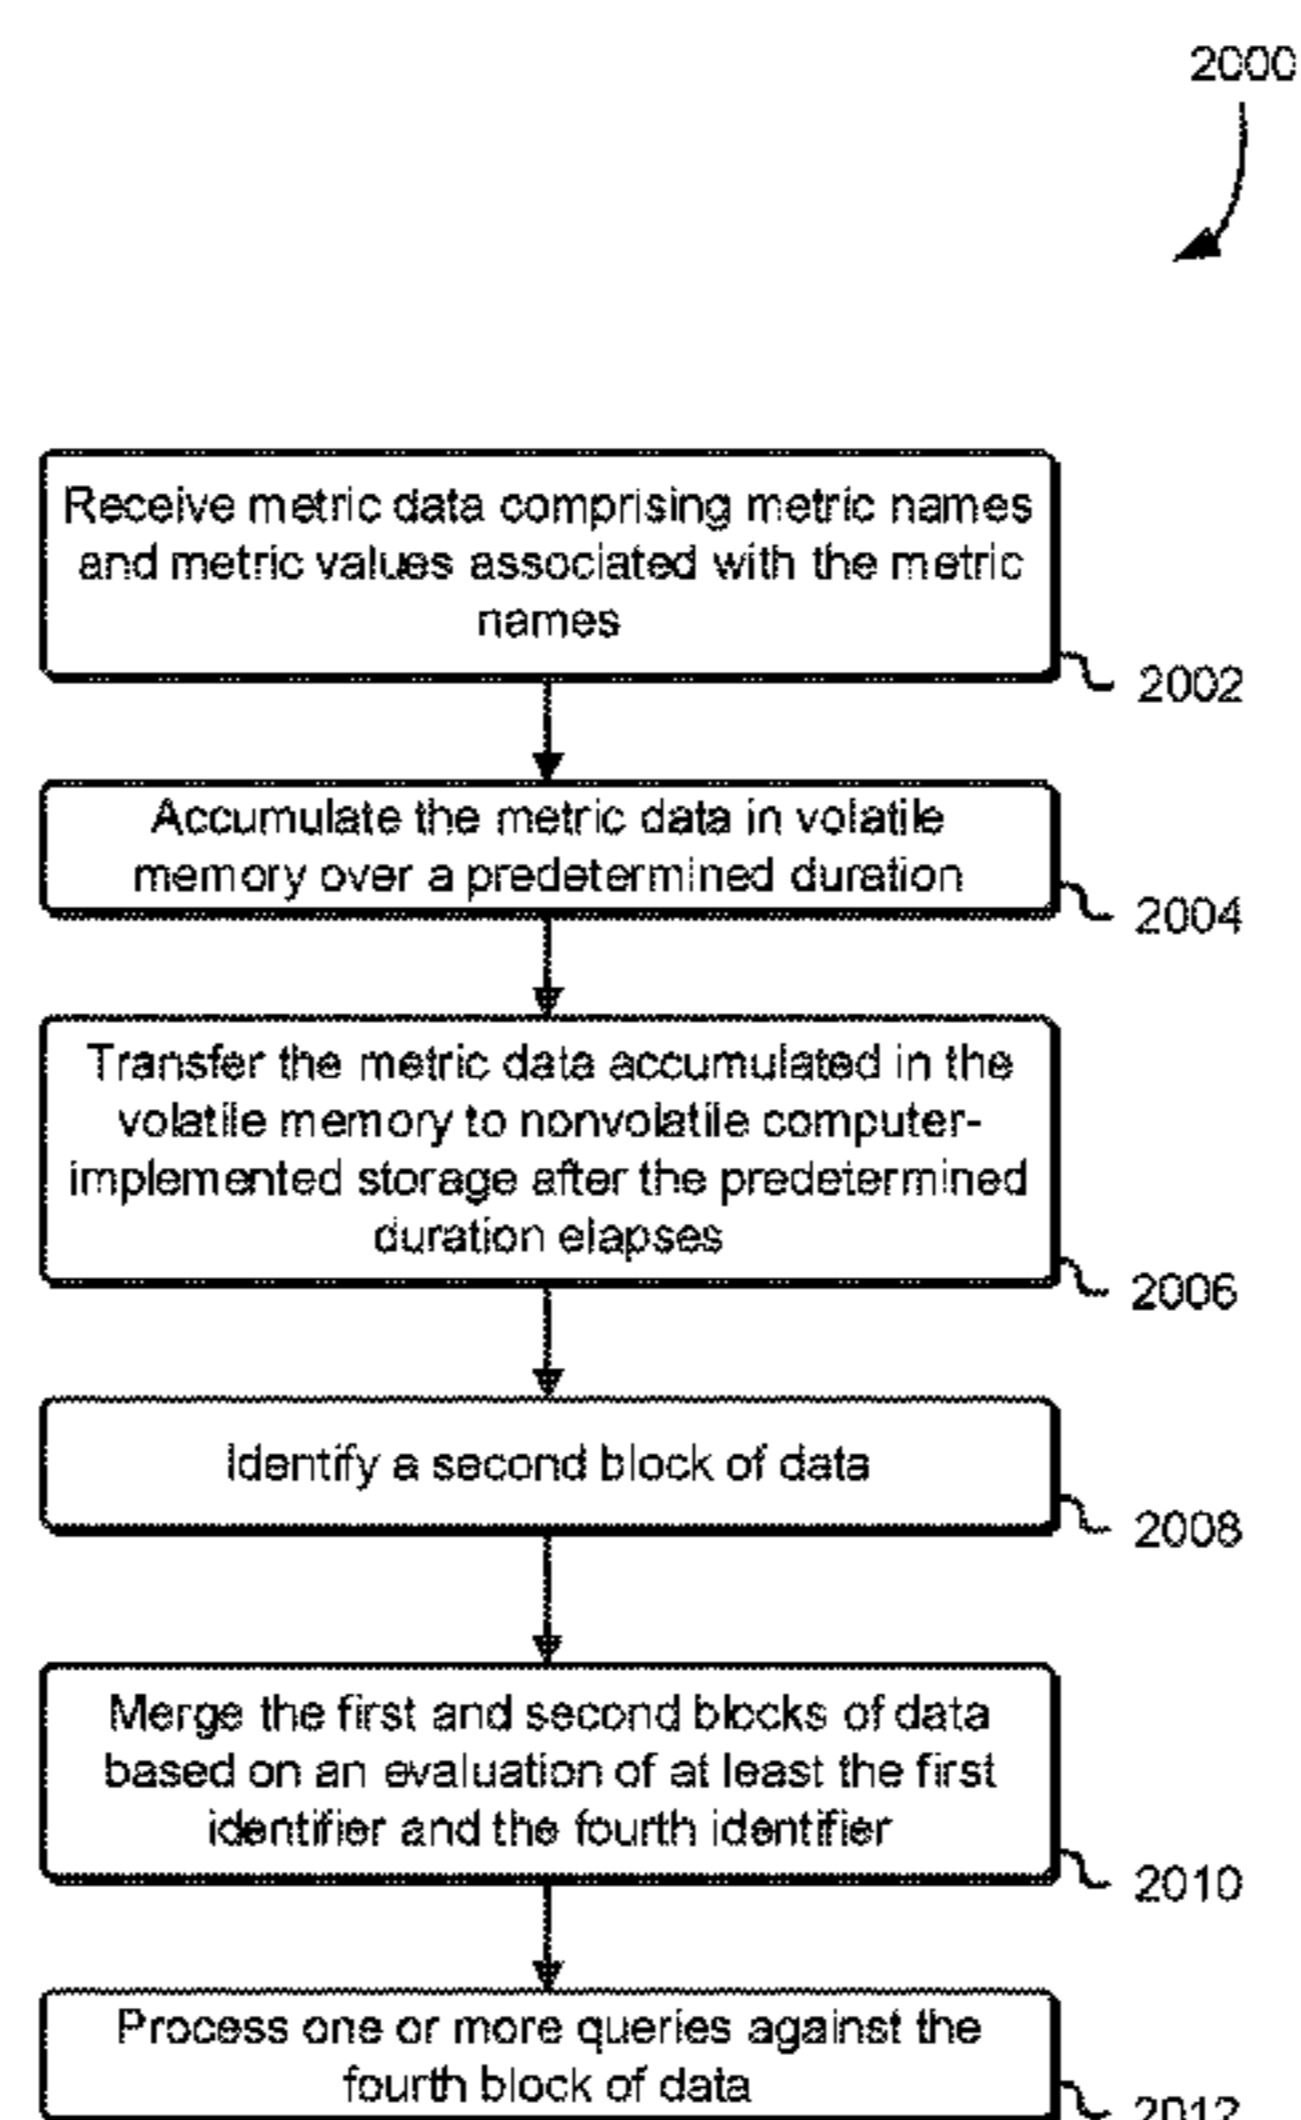 2000
Receive metric data comprising metric names
and metric values associated with the metric
names
2002
Accumulate the metric data in volatile
memory over a predetermined duration
2004
Transfer the metric data accumulated in the
volatile memory to nonvolatile computer-
implemented storage after the predetermined
duration elapses
2006
Identify a second block of data
2008
Merge the first and second blocks of data
based on an evaluation of at least the first
identifier and the fourth identifier
2010
Process one or more queries against the
fourth block of data
2012